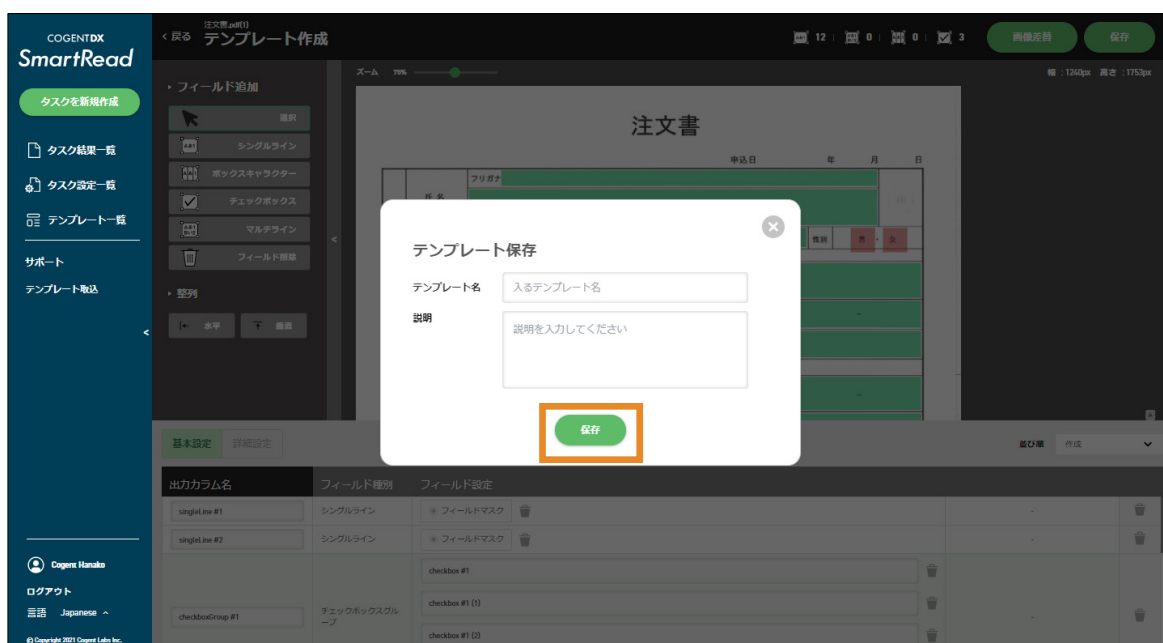 COGENTDX
SmartRead
タスクを新規作成
タスク結果一覧
タスク設定一覧
テンプレート一覧
サポート
テンプレート取込
<
Cogent Hanako
ログアウト
言語 Japanese
© Copyright 2021 Cogent Labs Inc.
注文書.pdf(1)
< 戻る テンプレート作成
12 0 0 3
画像差替 保存
フィールド追加
選択
シングルライン
ボックスキャラクター
チェックボックス
マルチライン
フィールド削除
整列
水平 垂直
<
ズーム 70%
幅 : 1240px 高さ : 1753px
注文書
申込日 年 月 日
フリガナ
氏名
印
性別 男 ・ 女
テンプレート保存
テンプレート名 入るテンプレート名
説明 説明を入力してください
保存
基本設定 詳細設定
並び順 作成
出力カラム名 フィールド種別 フィールド設定
singleLine #1 シングルライン フィールドマスク -
singleLine #2 シングルライン フィールドマスク -
checkboxGroup #1 チェックボックスグループ
checkbox #1
checkbox #1 (1)
checkbox #1 (2)
-